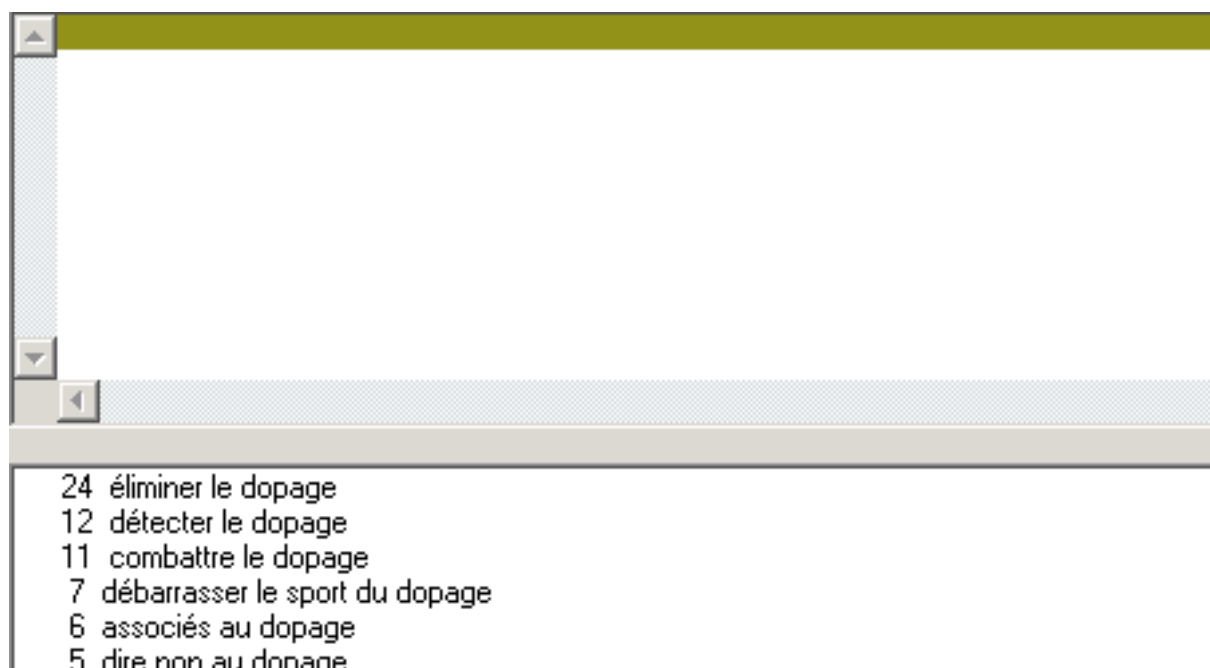 24 éliminer le dopage
12 détecter le dopage
11 combattre le dopage
7 débarrasser le sport du dopage
6 associés au dopage
5 dire non au dopage